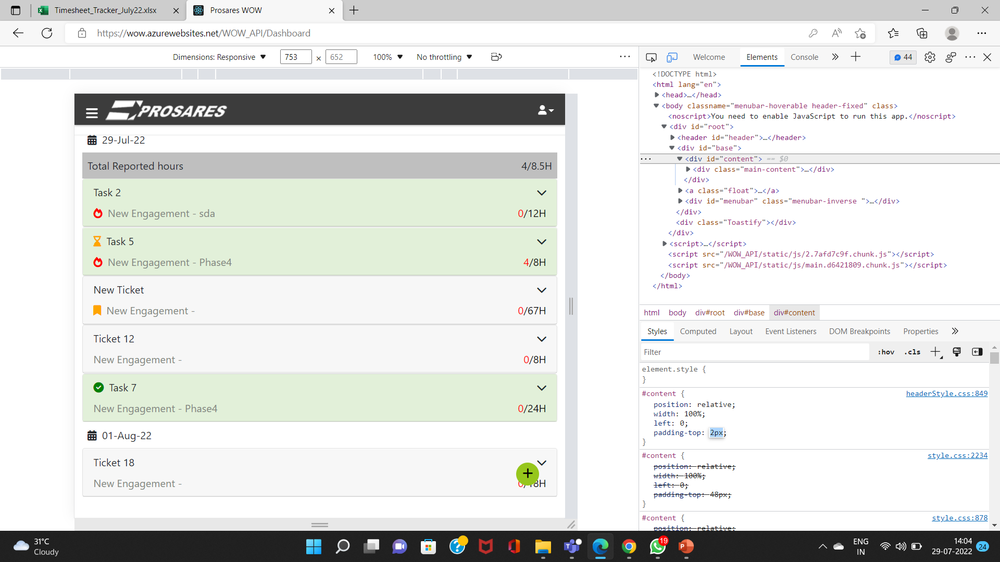 Timesheet_Tracker_July22.xlsx
Prosares WOW
https://wow.azurewebsites.net/WOW_API/Dashboard
Dimensions: Responsive
753 × 652
100%
No throttling
Welcome
Elements
Console
44
PROSARES
29-Jul-22
Total Reported hours 4/8.5H
Task 2
New Engagement - sda 0/12H
Task 5
New Engagement - Phase4 4/8H
New Ticket
New Engagement - 0/67H
Ticket 12
New Engagement - 0/8H
Task 7
New Engagement - Phase4 0/24H
01-Aug-22
Ticket 18
New Engagement -
<!DOCTYPE html>
<html lang="en">
<head>…</head>
<body classname="menubar-hoverable header-fixed" class>
<noscript>You need to enable JavaScript to run this app.</noscript>
<div id="root">
<header id="header">…</header>
<div id="base">
<div id="content"> == $0
<div class="main-content">…</div>
</div>
<a class="float">…</a>
<div id="menubar" class="menubar-inverse ">…</div>
</div>
<div class="Toastify"></div>
</div>
<script>…</script>
<script src="/WOW_API/static/js/2.7afd7c9f.chunk.js"></script>
<script src="/WOW_API/static/js/main.d6421809.chunk.js"></script>
</body>
</html>
html body div#root div#base div#content
Styles Computed Layout Event Listeners DOM Breakpoints Properties
Filter :hov .cls
element.style {
}
#content { headerStyle.css:849
position: relative;
width: 100%;
left: 0;
padding-top: 2px;
}
#content { style.css:2234
position: relative;
width: 100%;
left: 0;
padding-top: 48px;
}
#content { style.css:878
position: relative;
31°C
Cloudy
19
ENG
IN
14:04
29-07-2022
24